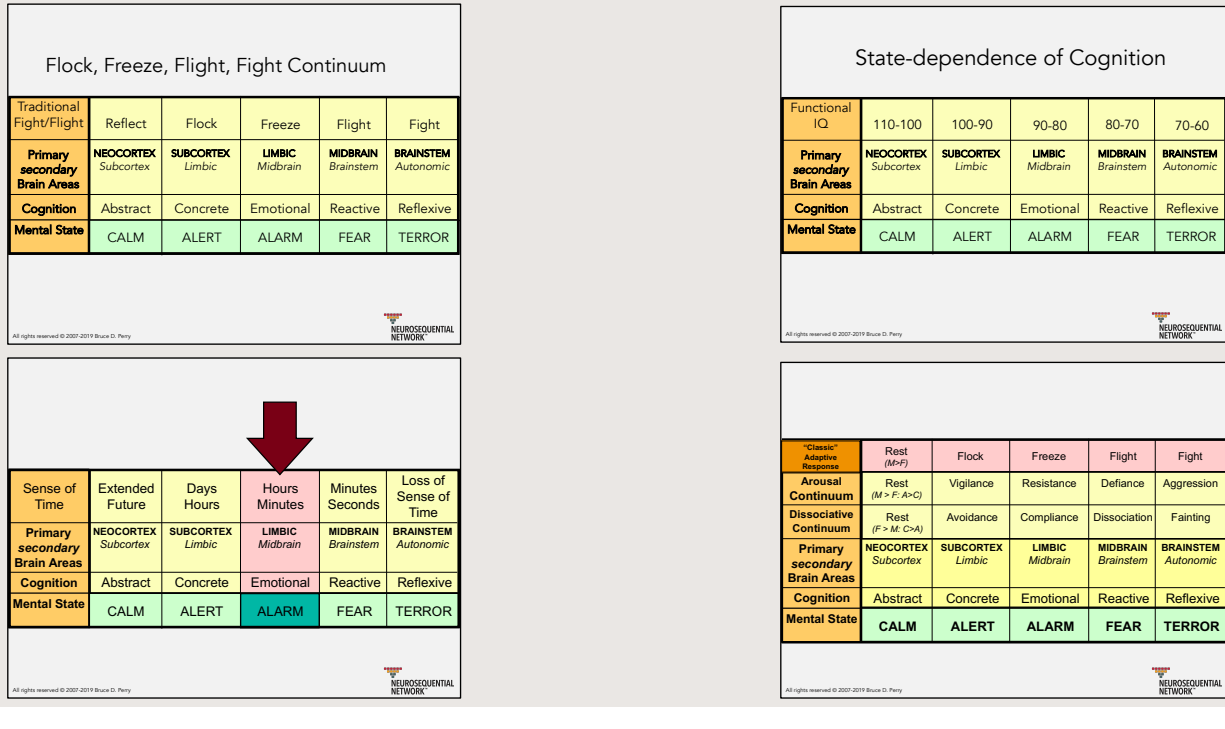 Flock, Freeze, Flight, Fight Continuum
Traditional Fight/Flight Reflect Flock Freeze Flight Fight
Primary secondary Brain Areas NEOCORTEX Subcortex SUBCORTEX Limbic LIMBIC Midbrain MIDBRAIN Brainstem BRAINSTEM Autonomic
Cognition Abstract Concrete Emotional Reactive Reflexive
Mental State CALM ALERT ALARM FEAR TERROR
All rights reserved © 2007-2019 Bruce D. Perry
NEUROSEQUENTIAL
NETWORK™
State-dependence of Cognition
Functional IQ 110-100 100-90 90-80 80-70 70-60
Primary secondary Brain Areas NEOCORTEX Subcortex SUBCORTEX Limbic LIMBIC Midbrain MIDBRAIN Brainstem BRAINSTEM Autonomic
Cognition Abstract Concrete Emotional Reactive Reflexive
Mental State CALM ALERT ALARM FEAR TERROR
All rights reserved © 2007-2019 Bruce D. Perry
NEUROSEQUENTIAL
NETWORK™
Sense of Time Extended Future Days Hours Hours Minutes Minutes Seconds Loss of Sense of Time
Primary secondary Brain Areas NEOCORTEX Subcortex SUBCORTEX Limbic LIMBIC Midbrain MIDBRAIN Brainstem BRAINSTEM Autonomic
Cognition Abstract Concrete Emotional Reactive Reflexive
Mental State CALM ALERT ALARM FEAR TERROR
All rights reserved © 2007-2019 Bruce D. Perry
NEUROSEQUENTIAL
NETWORK™
"Classic" Adaptive Response Rest (M>F) Flock Freeze Flight Fight
Arousal Continuum Rest (M > F: A>C) Vigilance Resistance Defiance Aggression
Dissociative Continuum Rest (F > M: C>A) Avoidance Compliance Dissociation Fainting
Primary secondary Brain Areas NEOCORTEX Subcortex SUBCORTEX Limbic LIMBIC Midbrain MIDBRAIN Brainstem BRAINSTEM Autonomic
Cognition Abstract Concrete Emotional Reactive Reflexive
Mental State CALM ALERT ALARM FEAR TERROR
All rights reserved © 2007-2019 Bruce D. Perry
NEUROSEQUENTIAL
NETWORK™